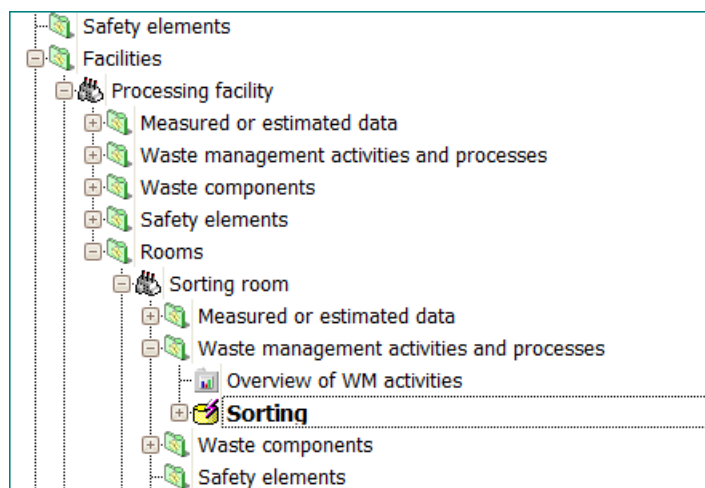 Safety elements
Facilities
Processing facility
Measured or estimated data
Waste management activities and processes
Waste components
Safety elements
Rooms
Sorting room
Measured or estimated data
Waste management activities and processes
Overview of WM activities
Sorting
Waste components
Safety elements